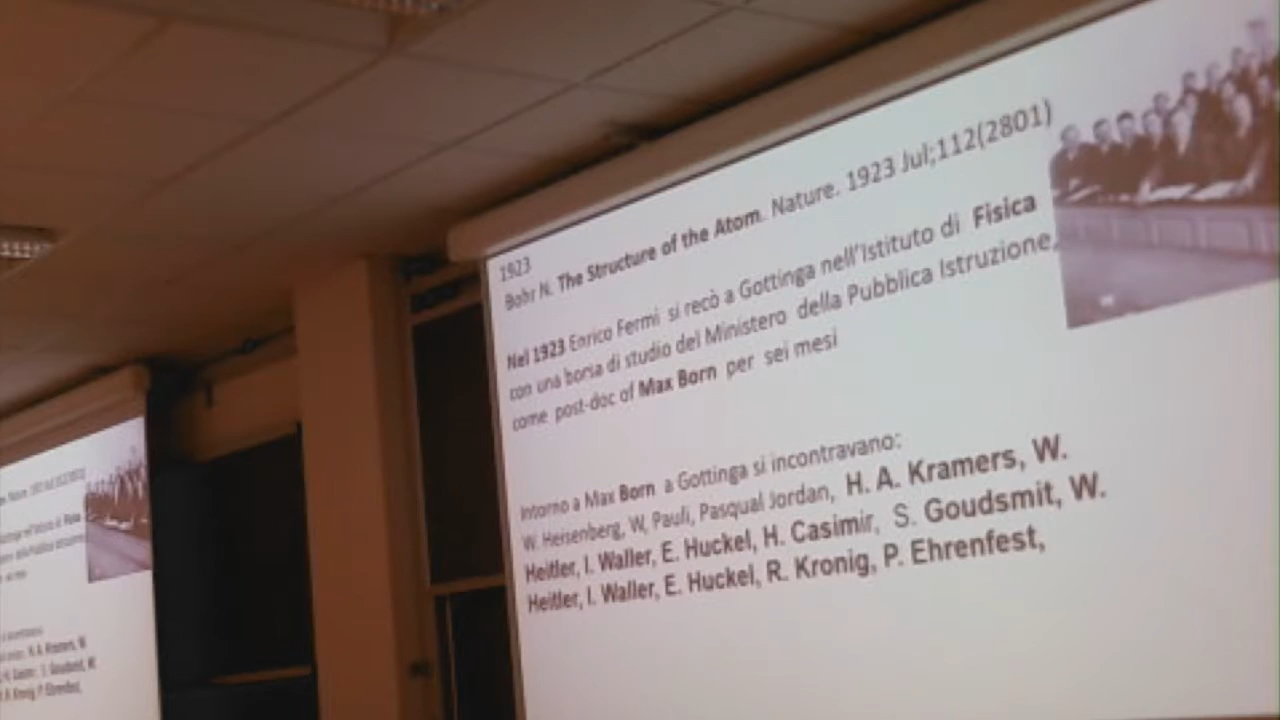 1923
Bohr N. The Structure of the Atom. Nature. 1923 Jul;112(2801)
Nel 1923 Enrico Fermi si recò a Gottinga nell'Istituto di Fisica
con una borsa di studio del Ministero della Pubblica Istruzione,
come post-doc of Max Born per sei mesi
Intorno a Max Born a Gottinga si incontravano:
W. Heisenberg, W, Pauli, Pasqual Jordan, H. A. Kramers, W.
Heitler, I. Waller, E. Huckel, H. Casimir, S. Goudsmit, W.
Heitler, I. Waller, E. Huckel, R. Kronig, P. Ehrenfest,